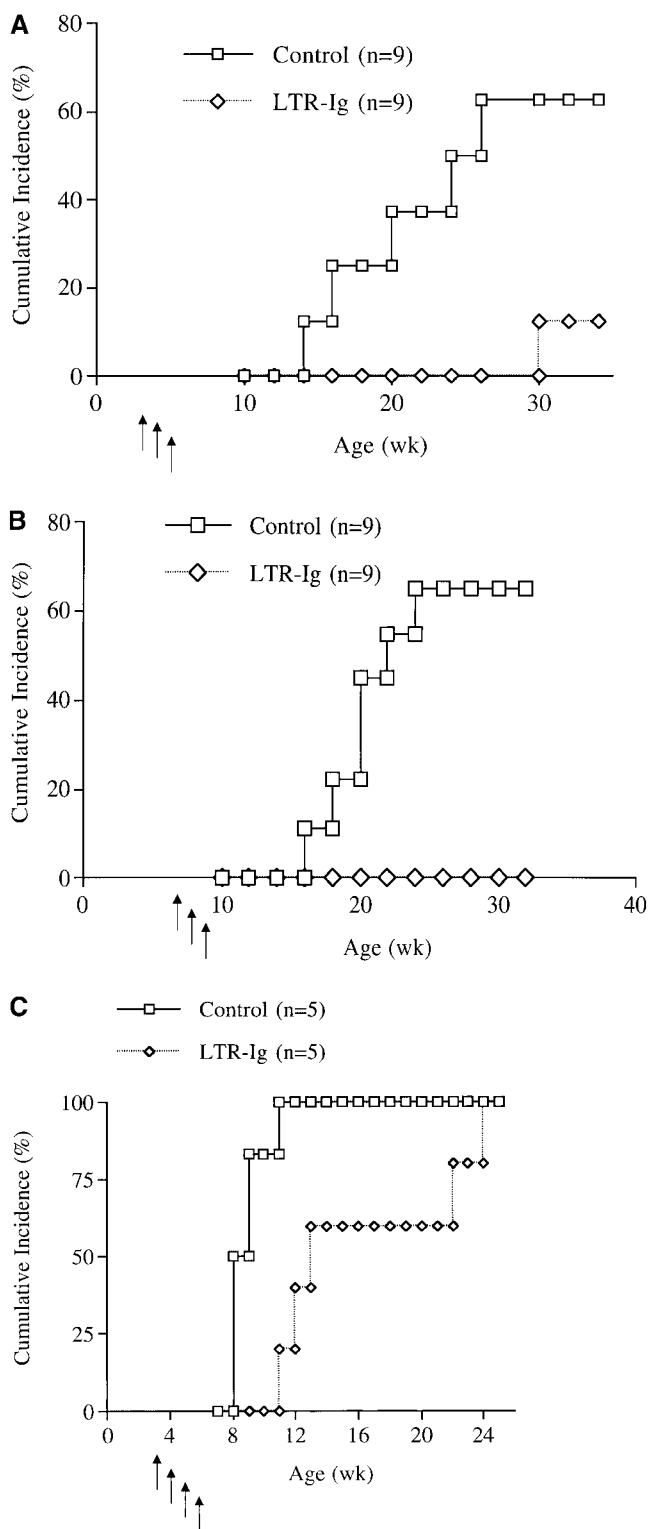 A
80
Control (n=9)
LTR-Ig (n=9)
60
40
20
0
Cumulative Incidence (%)
0 10 20 30
Age (wk)
B
80
Control (n=9)
LTR-Ig (n=9)
60
40
20
0
Cumulative Incidence (%)
0 10 20 30 40
Age (wk)
C
Control (n=5)
LTR-Ig (n=5)
100
75
50
25
0
Cumulative Incidence (%)
0 4 8 12 16 20 24
Age (wk)